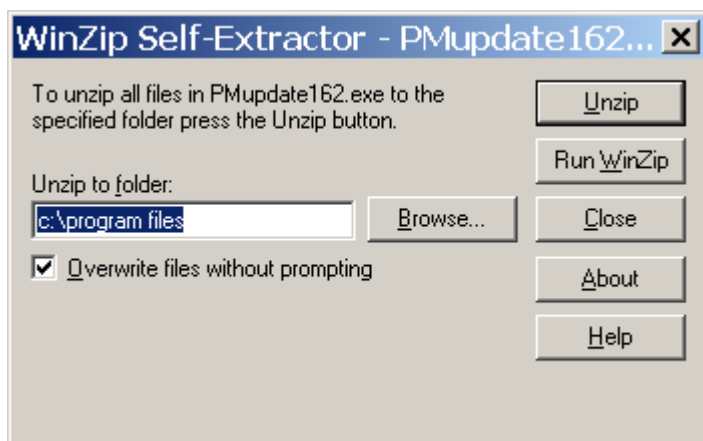 WinZip Self-Extractor - PMupdate162...
To unzip all files in PMupdate162.exe to the
specified folder press the Unzip button.
Unzip to folder:
c:\program files
Browse...
Overwrite files without prompting
Unzip
Run WinZip
Close
About
Help